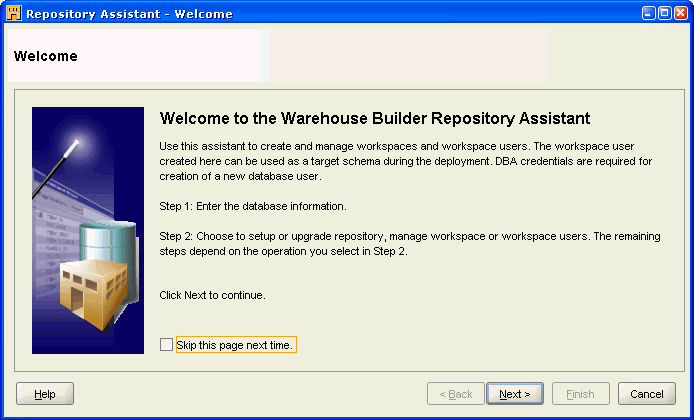 Repository Assistant - Welcome
Welcome
Welcome to the Warehouse Builder Repository Assistant
Use this assistant to create and manage workspaces and workspace users. The workspace user
created here can be used as a target schema during the deployment. DBA credentials are required for
creation of a new database user.
Step 1: Enter the database information.
Step 2: Choose to setup or upgrade repository, manage workspace or workspace users. The remaining
steps depend on the operation you select in Step 2.
Click Next to continue.
Skip this page next time.
Help
< Back
Next >
Finish
Cancel